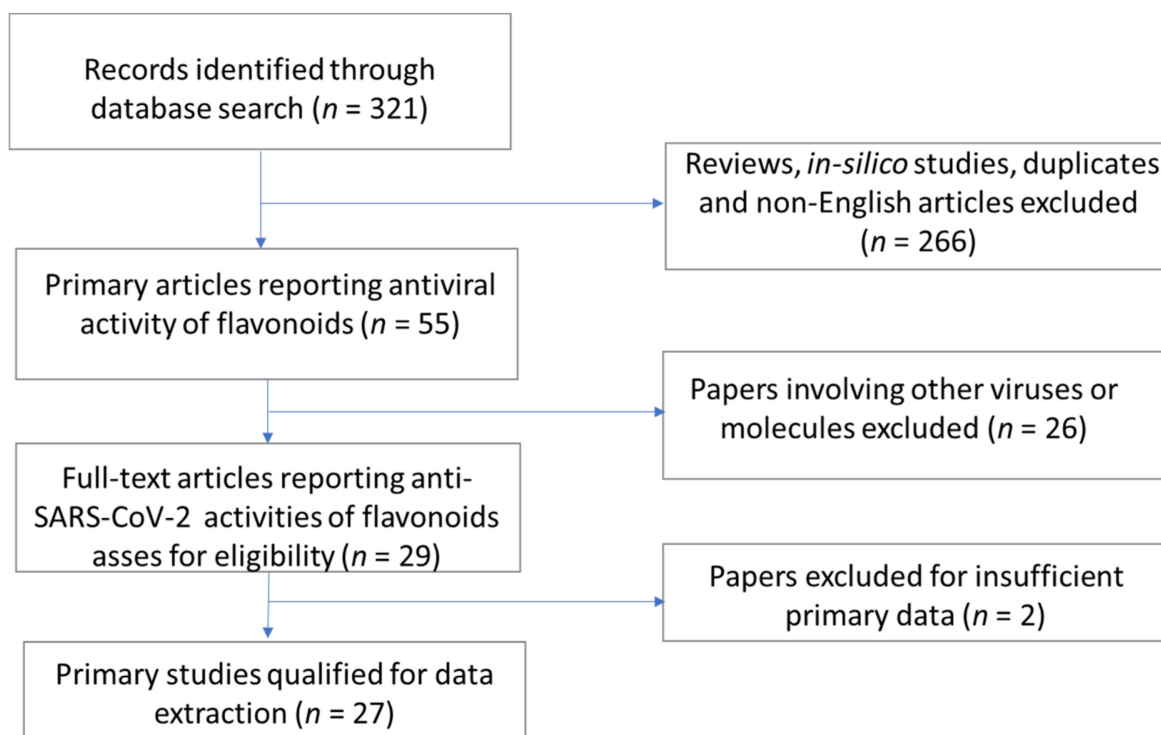 Records identified through
database search (n = 321)
Reviews, in-silico studies, duplicates
and non-English articles excluded
(n = 266)
Primary articles reporting antiviral
activity of flavonoids (n = 55)
Papers involving other viruses or
molecules excluded (n = 26)
Full-text articles reporting anti-
SARS-CoV-2 activities of flavonoids
asses for eligibility (n = 29)
Papers excluded for insufficient
primary data (n = 2)
Primary studies qualified for data
extraction (n = 27)